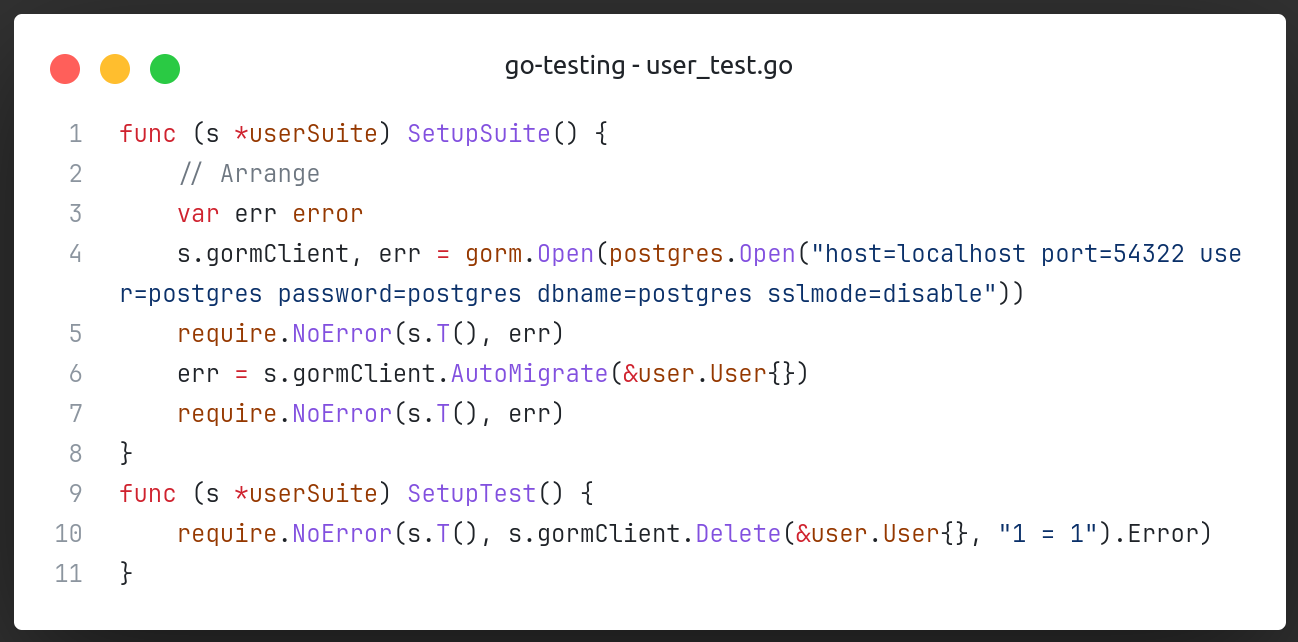 go-testing - user_test.go
1 func (s *userSuite) SetupSuite() {
2     // Arrange
3     var err error
4     s.gormClient, err = gorm.Open(postgres.Open("host=localhost port=54322 use
r=postgres password=postgres dbname=postgres sslmode=disable"))
5     require.NoError(s.T(), err)
6     err = s.gormClient.AutoMigrate(&user.User{})
7     require.NoError(s.T(), err)
8 }
9 func (s *userSuite) SetupTest() {
10     require.NoError(s.T(), s.gormClient.Delete(&user.User{}, "1 = 1").Error)
11 }